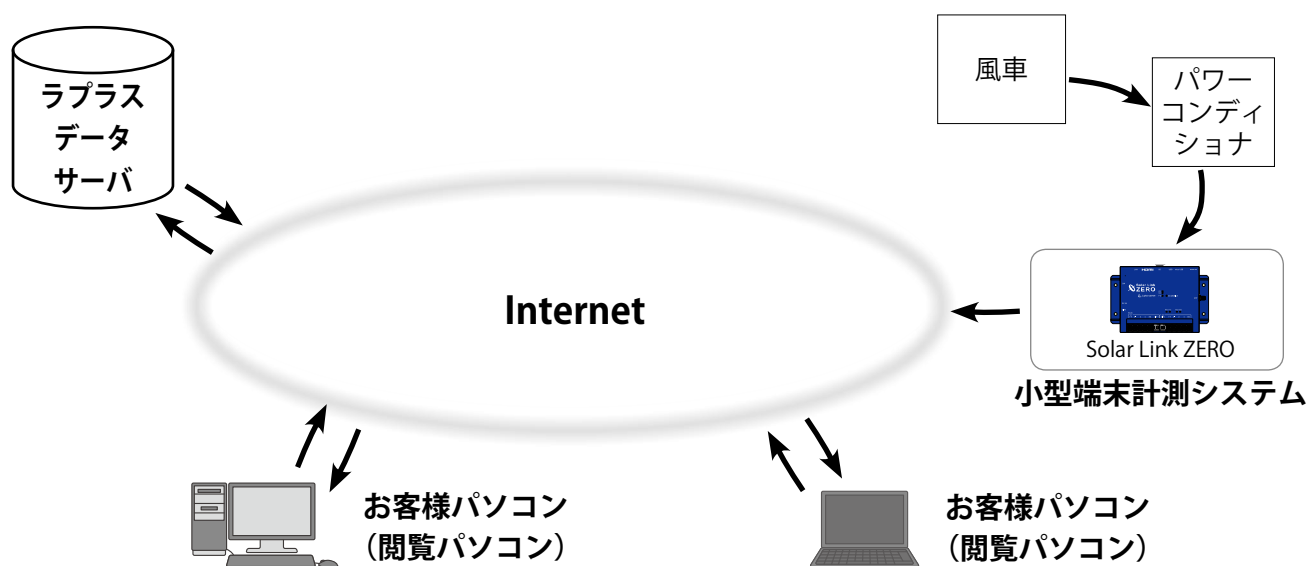 ラプラス
データ
サーバ
風車
パワー
コンディ
ショナ
Internet
Solar Link
ZERO
Solar Link ZERO
小型端末計測システム
お客様パソコン
（閲覧パソコン）
お客様パソコン
（閲覧パソコン）